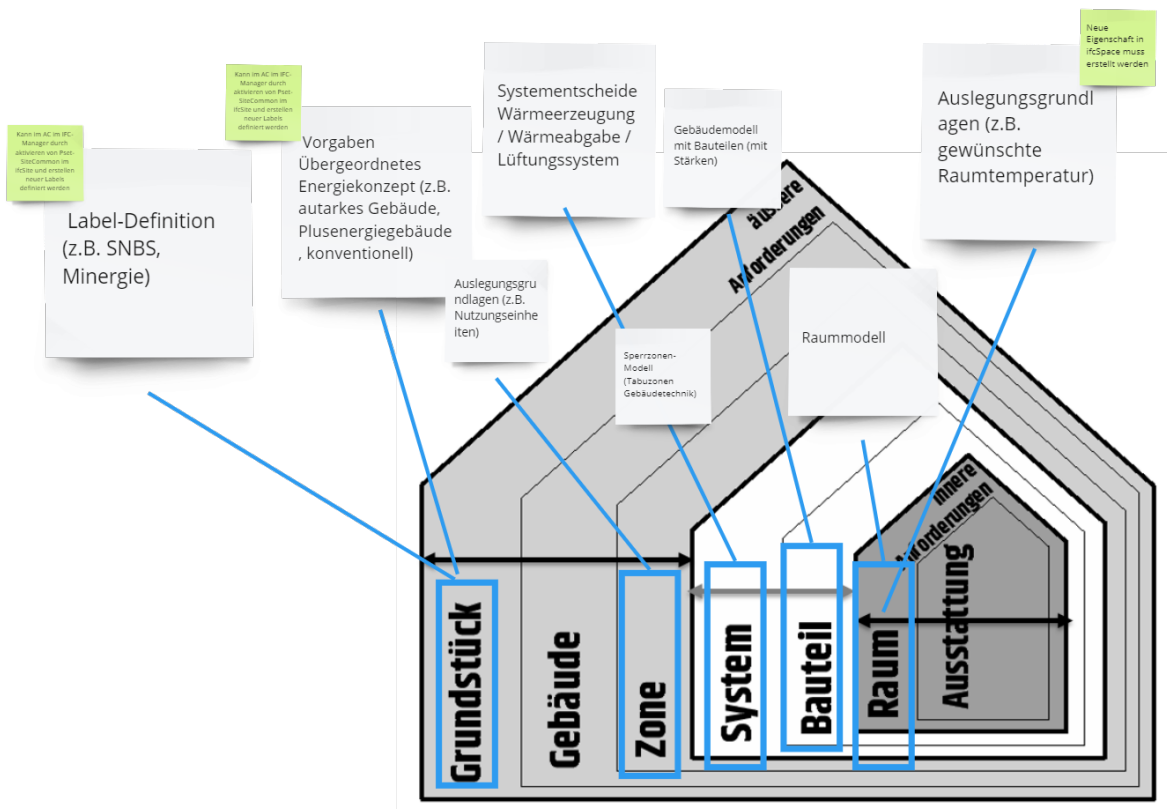 Neue
Eigenschaft in
ifcSpace muss
erstellt werden
Kann im AC im IFC-
Manager durch
aktivieren von Pset-
SiteCommon im
ifcSite und erstellen
neuer Labels
definiert werden
Kann im AC im IFC-
Manager durch
aktivieren von Pset-
SiteCommon im
ifcSite und erstellen
neuer Labels
definiert werden
Label-Definition
(z.B. SNBS,
Minergie)
Vorgaben
Übergeordnetes
Energiekonzept (z.B.
autarkes Gebäude,
Plusenergiegebäude
, konventionell)
Systementscheide
Wärmeerzeugung
/ Wärmeabgabe /
Lüftungssystem
Gebäudemodell
mit Bauteilen (mit
Stärken)
Auslegungsgrundl
agen (z.B.
gewünschte
Raumtemperatur)
Auslegungsgru
ndlagen (z.B.
Nutzungseinhe
iten)
Sperrzonen-
Modell
(Tabuzonen
Gebäudetechnik)
Raummodell
äussere
Anforderungen
innere
Anforderungen
Grundstück
Gebäude
Zone
System
Bauteil
Raum
Ausstattung